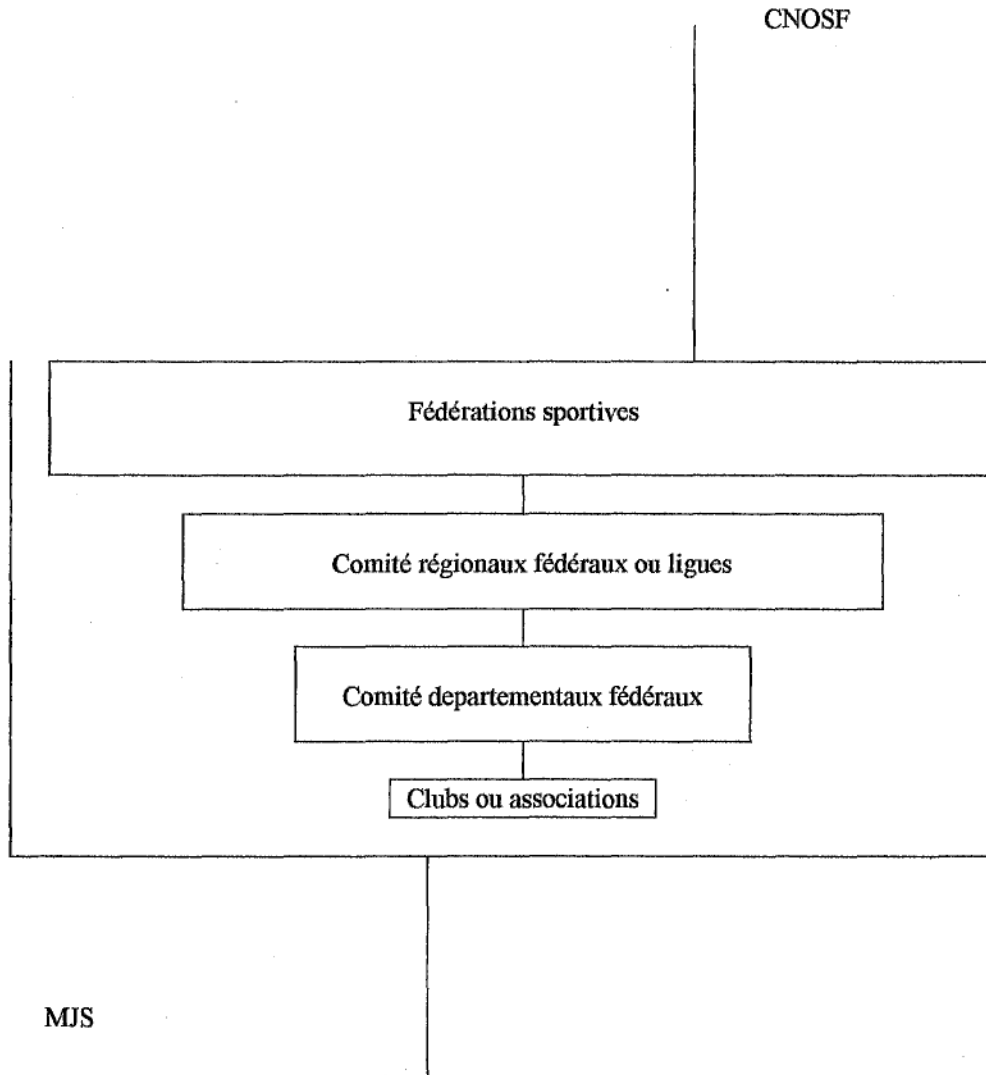 CNOSF
Fédérations sportives
Comité régionaux fédéraux ou ligues
Comité departementaux fédéraux
Clubs ou associations
MJS